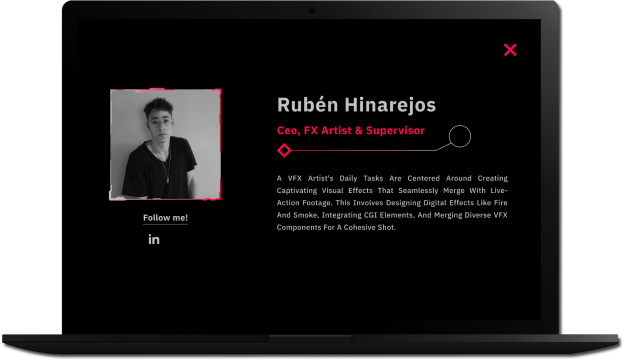 Rubén Hinarejos
Ceo, FX Artist & Supervisor
A VFX Artist's Daily Tasks Are Centered Around Creating
Captivating Visual Effects That Seamlessly Merge With Live-
Action Footage. This Involves Designing Digital Effects Like Fire
And Smoke, Integrating CGI Elements, And Merging Diverse VFX
Components For A Cohesive Shot.
Follow me!
in